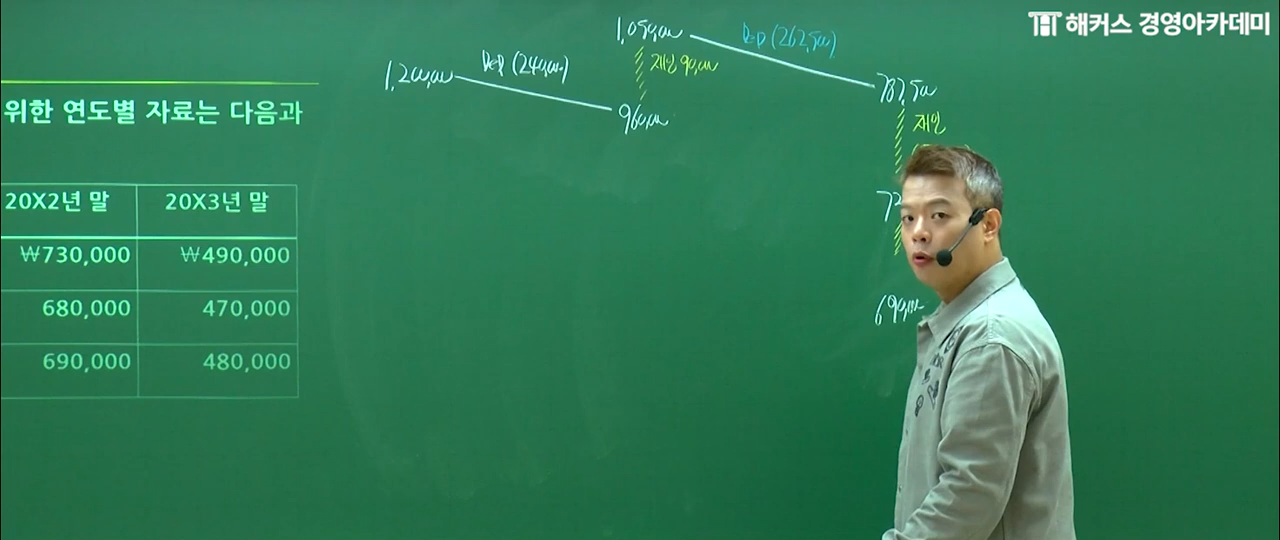 해커스 경영아카데미
1,050,000
Dep (262,500)
Dep (240,000)
재잉 90,000
1,200,000
787,500
960,000
재잉
위한 연도별 자료는 다음과
20X2년 말 20X3년 말
₩730,000 ₩490,000
680,000 470,000
690,000
690,000 480,000